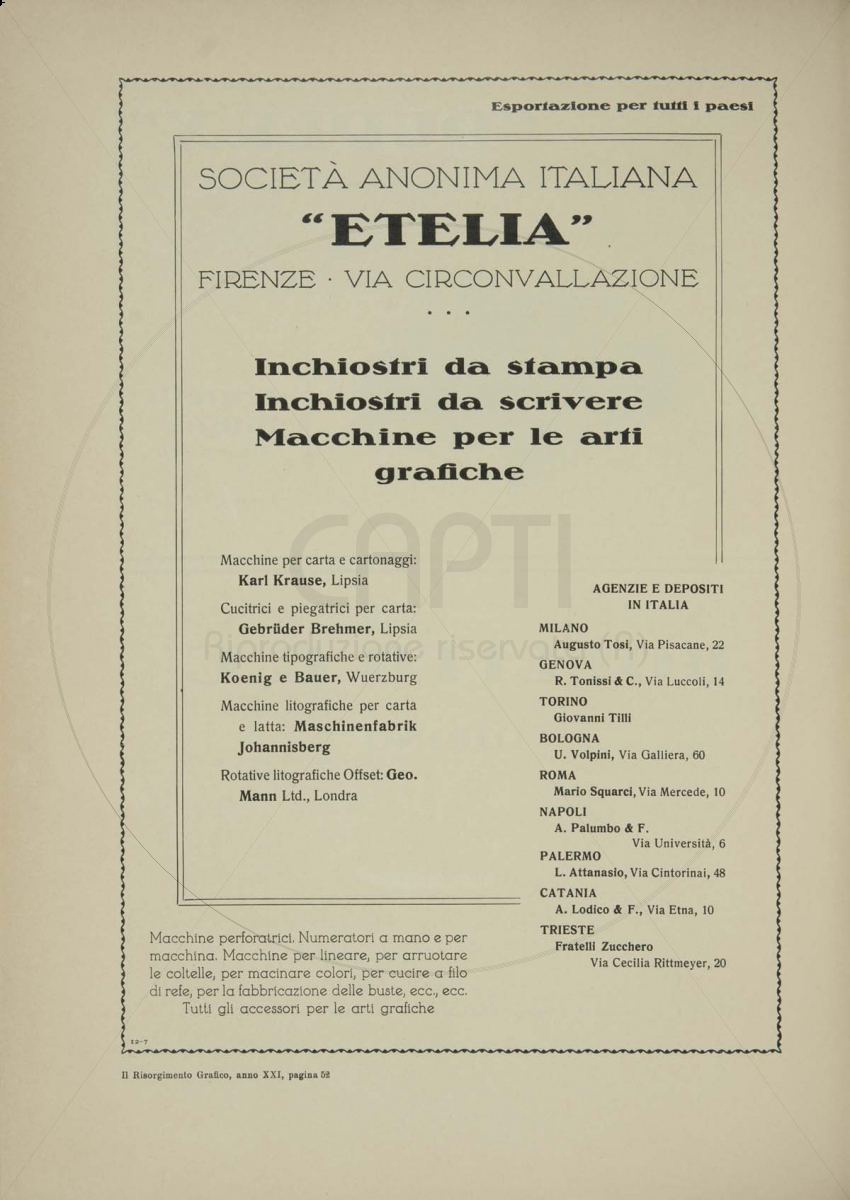 Esportazione per tutti i paesi
SOCIETÀ ANONIMA ITALIANA
“ETELIA”
FIRENZE · VIA CIRCONVALLAZIONE
• • •
Inchiostri da stampa
Inchiostri da scrivere
Macchine per le arti
grafiche
Macchine per carta e cartonaggi:
Karl Krause, Lipsia
Cucitrici e piegatrici per carta:
Gebrüder Brehmer, Lipsia
Macchine tipografiche e rotative:
Koenig e Bauer, Wuerzburg
Macchine litografiche per carta
e latta: Maschinenfabrik
Johannisberg
Rotative litografiche Offset: Geo.
Mann Ltd., Londra
AGENZIE E DEPOSITI
IN ITALIA
MILANO
Augusto Tosi, Via Pisacane, 22
GENOVA
R. Tonissi & C., Via Luccoli, 14
TORINO
Giovanni Tilli
BOLOGNA
U. Volpini, Via Galliera, 60
ROMA
Mario Squarci, Via Mercede, 10
NAPOLI
A. Palumbo & F.
Via Università, 6
PALERMO
L. Attanasio, Via Cintorinai, 48
CATANIA
A. Lodico & F., Via Etna, 10
TRIESTE
Fratelli Zucchero
Via Cecilia Rittmeyer, 20
Macchine perforatrici. Numeratori a mano e per
macchina. Macchine per lineare, per arruotare
le coltelle, per macinare colori, per cucire a filo
di refe, per la fabbricazione delle buste, ecc., ecc.
Tutti gli accessori per le arti grafiche
12-7
Il Risorgimento Grafico, anno XXI, pagina 52
CAPTI
Riproduzione riservata (R)